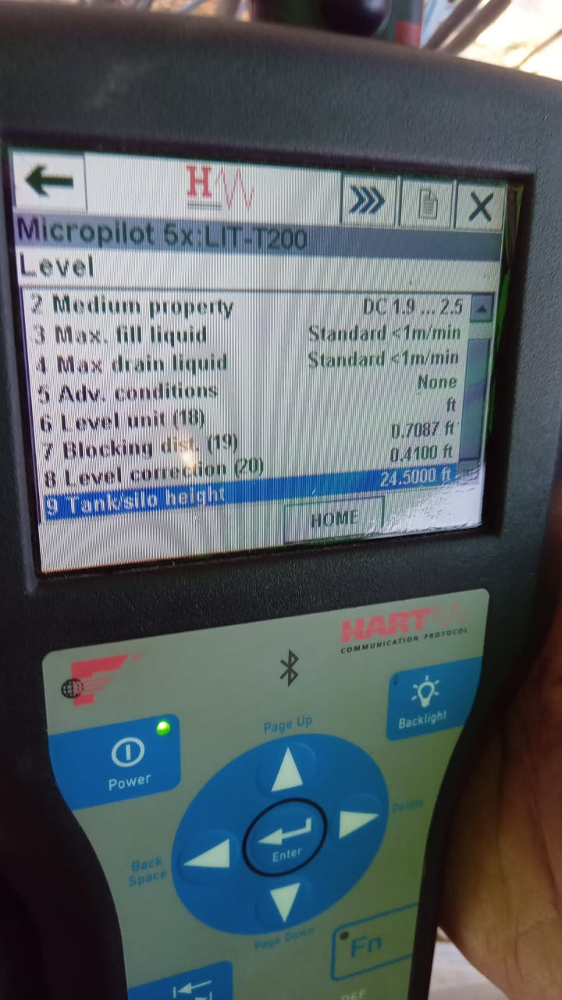 H
>>>
X
Micropilot 5x:LIT-T200
Level
2 Medium property DC 1.9 ... 2.5
3 Max. fill liquid Standard <1m/min
4 Max drain liquid Standard <1m/min
5 Adv. conditions None
6 Level unit (18) ft
7 Blocking dist. (19) 0.7087 ft
8 Level correction (20) 0.4100 ft
9 Tank/silo height 24.5000 ft
HOME
HART
COMMUNICATION PROTOCOL
F
Backlight
Page Up
Power
Delete
Enter
Back
Space
Page Down
Fn